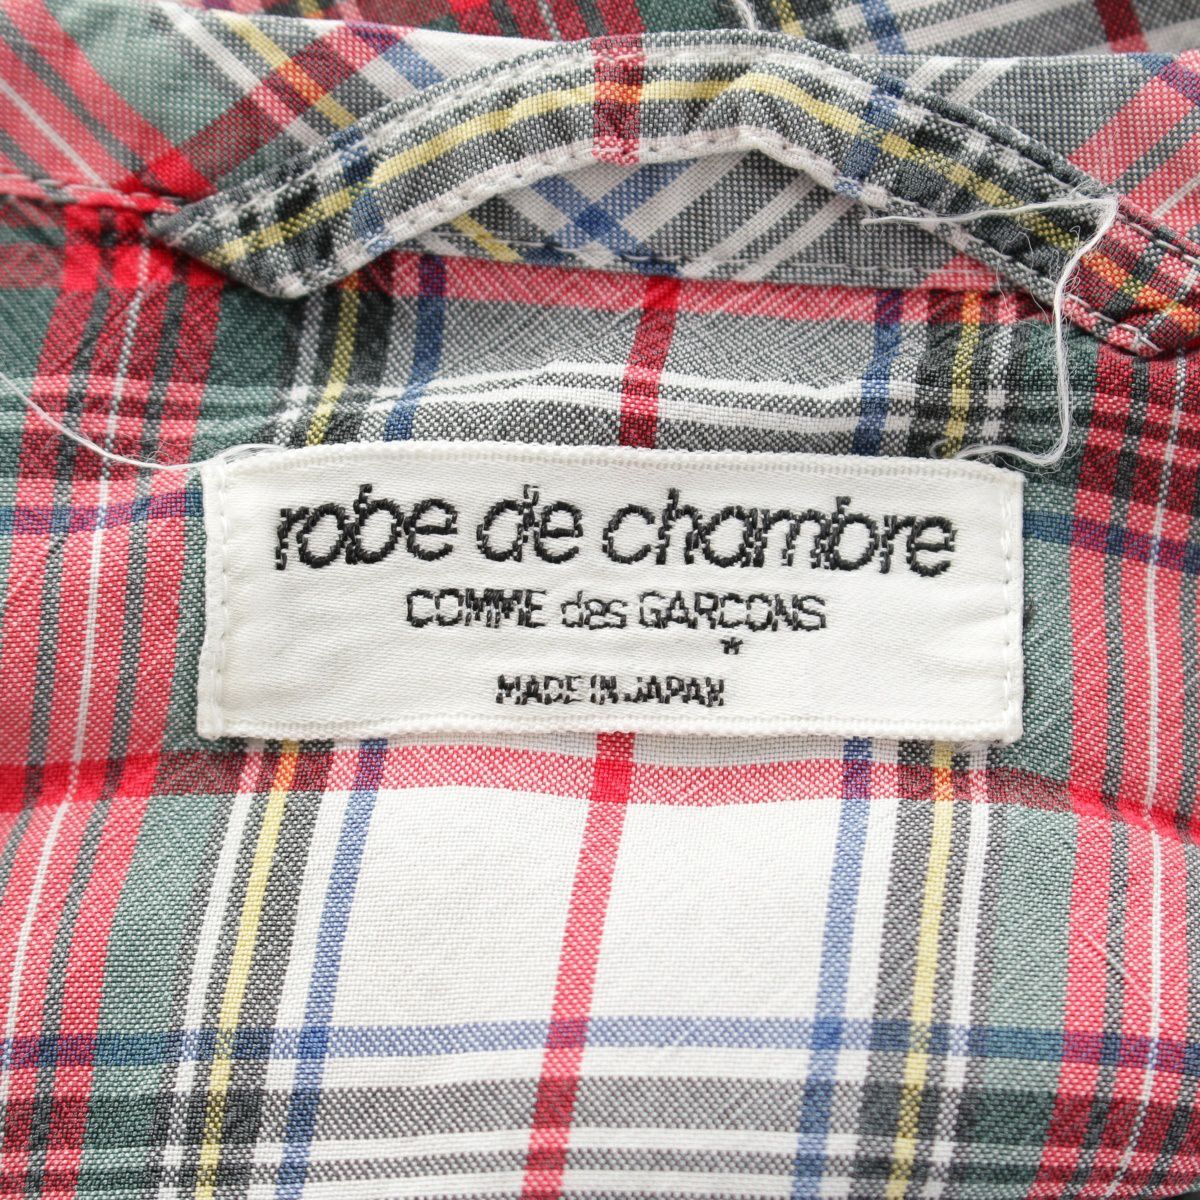 robe de chambre
COMME des GARCONS
*
MADE IN JAPAN